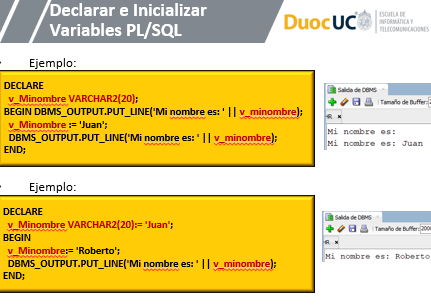 Declarar e Inicializar
Variables PL/SQL
DuocUC
ESCUELA DE
INFORMÁTICA Y
TELECOMUNICACIONES
Ejemplo:
DECLARE
v_Minombre VARCHAR2(20);
BEGIN DBMS_OUTPUT.PUT_LINE('Mi nombre es: ' || v_minombre);
v_Minombre := 'Juan';
DBMS_OUTPUT.PUT_LINE('Mi nombre es: ' || v_minombre);
END;
Salida de DBMS
Tamaño de Buffer:
Mi nombre es:
Mi nombre es: Juan
Ejemplo:
DECLARE
v_Minombre VARCHAR2(20):= 'Juan';
BEGIN
v_Minombre:= 'Roberto';
DBMS_OUTPUT.PUT_LINE('Mi nombre es: ' || v_minombre);
END;
Salida de DBMS
Tamaño de Buffer:
Mi nombre es: Roberto